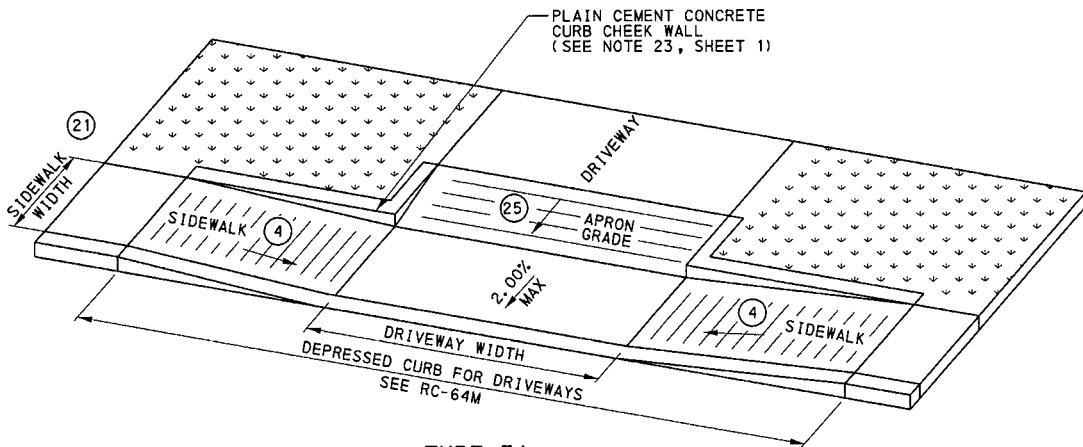 PLAIN CEMENT CONCRETE
CURB CHEEK WALL
(SEE NOTE 23, SHEET 1)
21
SIDEWALK
WIDTH
DRIVEWAY
SIDEWALK
4
25
APRON
GRADE
2.00%
MAX
4
SIDEWALK
DRIVEWAY WIDTH
DEPRESSED CURB FOR DRIVEWAYS
SEE RC-64M